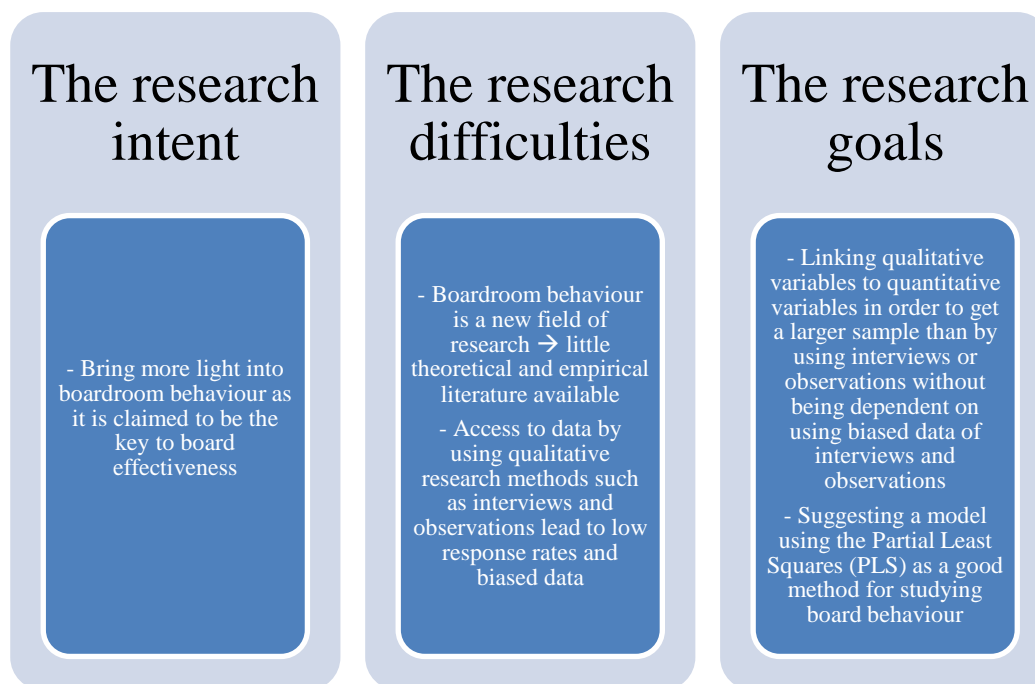 The research
intent
- Bring more light into
boardroom behaviour as
it is claimed to be the
key to board
effectiveness
The research
difficulties
- Boardroom behaviour
is a new field of
research → little
theoretical and empirical
literature available
- Access to data by
using qualitative
research methods such
as interviews and
observations lead to low
response rates and
biased data
The research
goals
- Linking qualitative
variables to quantitative
variables in order to get
a larger sample than by
using interviews or
observations without
being dependent on
using biased data of
interviews and
observations
- Suggesting a model
using the Partial Least
Squares (PLS) as a good
method for studying
board behaviour